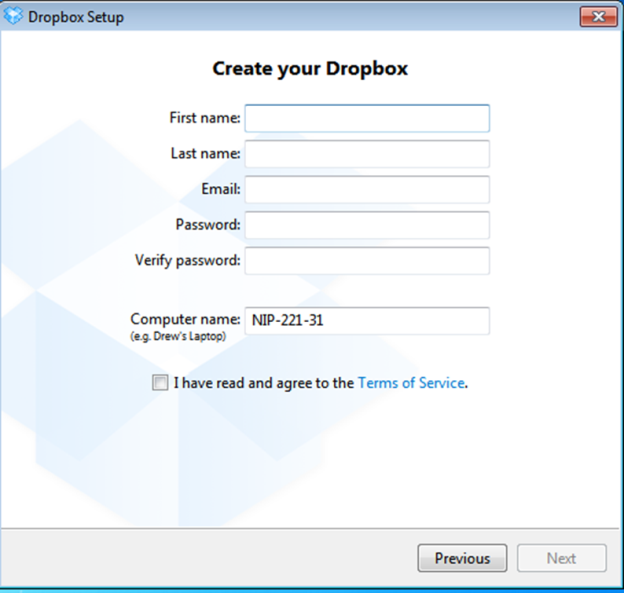 Dropbox Setup
Create your Dropbox
First name:
Last name:
Email:
Password:
Verify password:
Computer name: NIP-221-31
(e.g. Drew's Laptop)
I have read and agree to the Terms of Service.
Previous Next